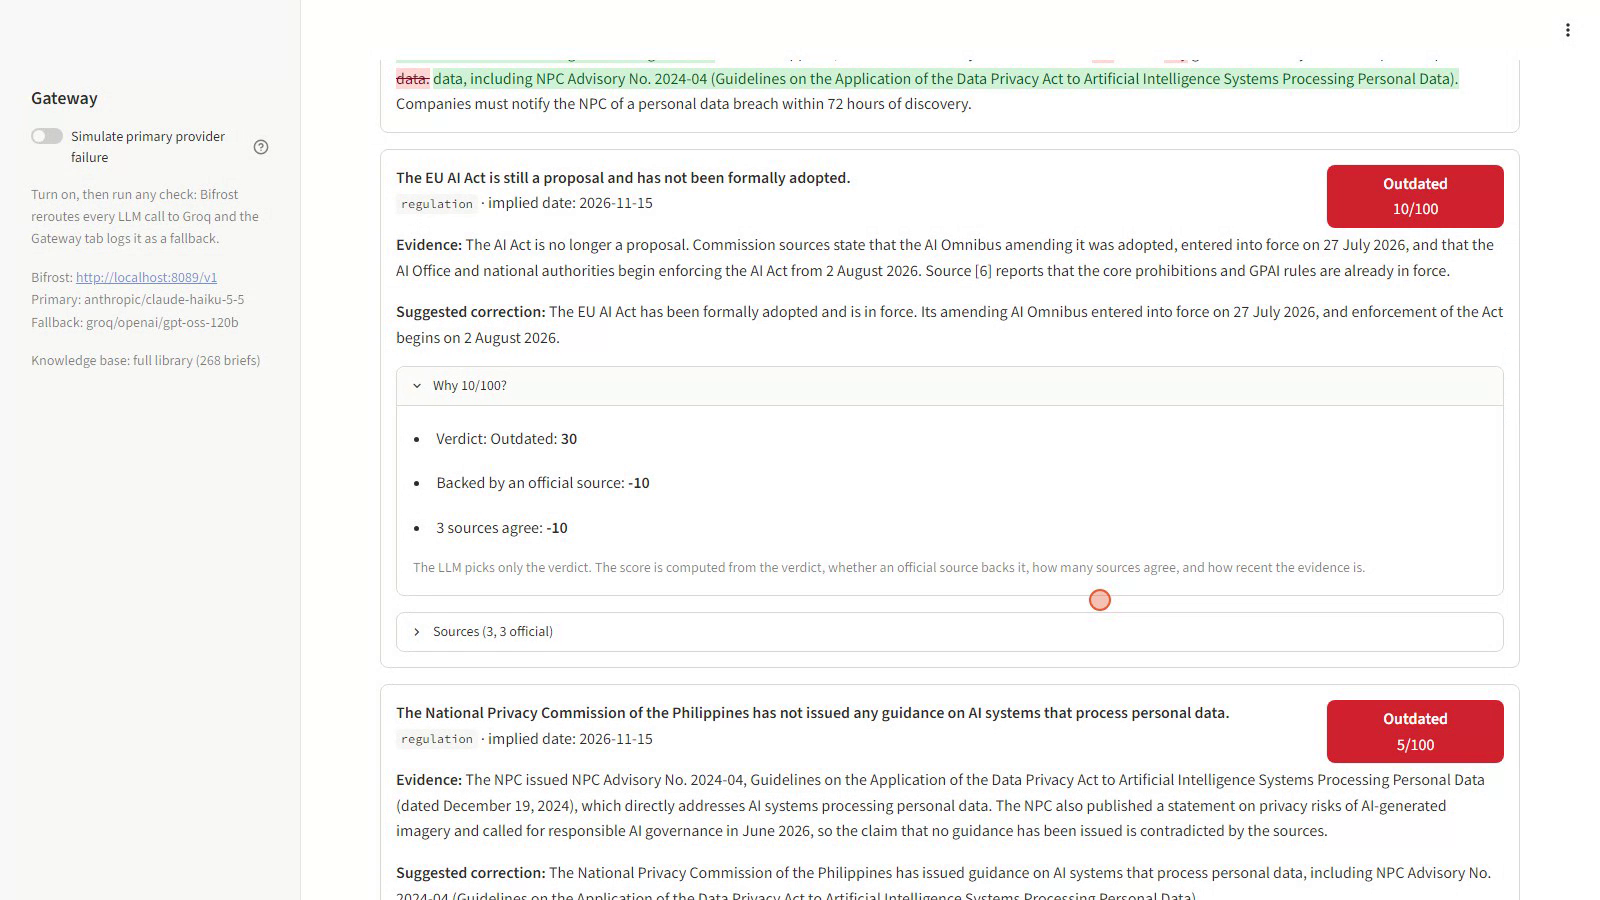 Gateway
Simulate primary provider
failure
Turn on, then run any check: Bifrost
reroutes every LLM call to Groq and the
Gateway tab logs it as a fallback.
Bifrost: http://localhost:8089/v1
Primary: anthropic/claude-haiku-5-5
Fallback: groq/openai/gpt-oss-120b
Knowledge base: full library (268 briefs)
data. data, including NPC Advisory No. 2024-04 (Guidelines on the Application of the Data Privacy Act to Artificial Intelligence Systems Processing Personal Data).
Companies must notify the NPC of a personal data breach within 72 hours of discovery.
The EU AI Act is still a proposal and has not been formally adopted.
regulation · implied date: 2026-11-15
Outdated
10/100
Evidence: The AI Act is no longer a proposal. Commission sources state that the AI Omnibus amending it was adopted, entered into force on 27 July 2026, and that the
AI Office and national authorities begin enforcing the AI Act from 2 August 2026. Source [6] reports that the core prohibitions and GPAI rules are already in force.
Suggested correction: The EU AI Act has been formally adopted and is in force. Its amending AI Omnibus entered into force on 27 July 2026, and enforcement of the Act
begins on 2 August 2026.
Why 10/100?
Verdict: Outdated: 30
Backed by an official source: -10
3 sources agree: -10
The LLM picks only the verdict. The score is computed from the verdict, whether an official source backs it, how many sources agree, and how recent the evidence is.
Sources (3, 3 official)
The National Privacy Commission of the Philippines has not issued any guidance on AI systems that process personal data.
regulation · implied date: 2026-11-15
Outdated
5/100
Evidence: The NPC issued NPC Advisory No. 2024-04, Guidelines on the Application of the Data Privacy Act to Artificial Intelligence Systems Processing Personal Data
(dated December 19, 2024), which directly addresses AI systems processing personal data. The NPC also published a statement on privacy risks of AI-generated
imagery and called for responsible AI governance in June 2026, so the claim that no guidance has been issued is contradicted by the sources.
Suggested correction: The National Privacy Commission of the Philippines has issued guidance on AI systems that process personal data, including NPC Advisory No.
2024-04 (Guidelines on the Application of the Data Privacy Act to Artificial Intelligence Systems Processing Personal Data).